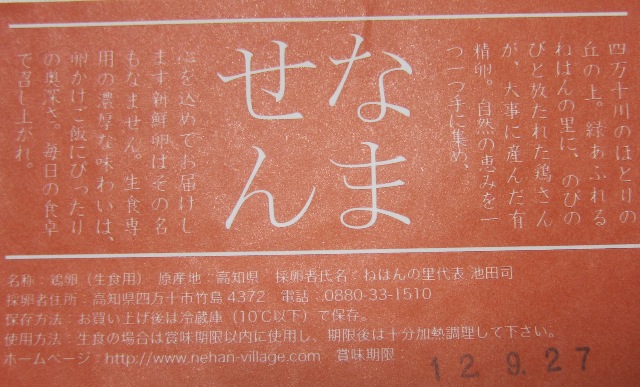 四万十川のほとりの
丘の上。緑あふれる
ねはんの里に、のびの
びと放たれた鶏さん
が、大事に産んだ有
精卵。自然の恵みを一
つ一つ手に集め、
なま
せん
心を込めてお届けし
ます新鮮卵はその名
もなません。生食専
用の濃厚な味わいは、
卵かけご飯にぴったり
の奥深さ。毎日の食卓
で召し上がれ。
名称：鶏卵（生食用） 原産地：高知県 採卵者氏名：ねはんの里代表 池田司
採卵者住所：高知県四万十市竹島 4372 電話：0880-33-1510
保存方法：お買い上げ後は冷蔵庫（10℃以下）で保存。
使用方法：生食の場合は賞味期限以内に使用し、期限後は十分加熱調理して下さい。
ホームページ：http://www.nehan-village.com 賞味期限： 12.9.27